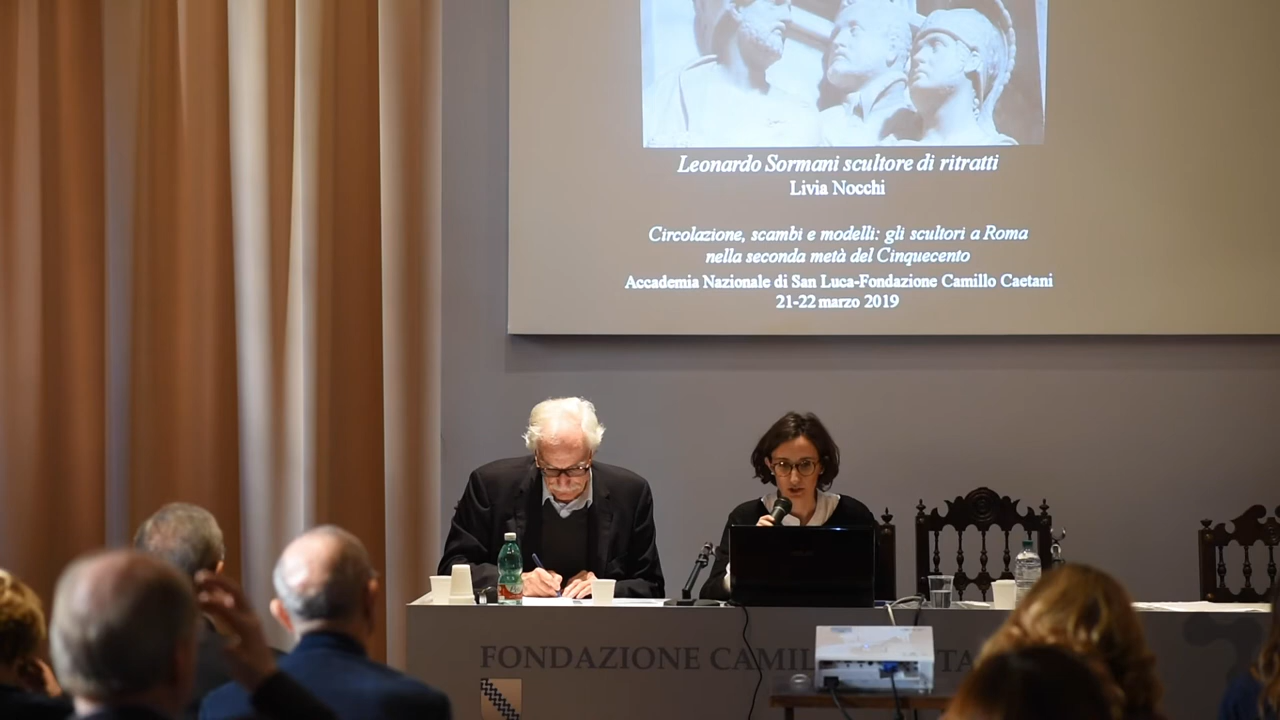 Leonardo Sormani scultore di ritratti
Livia Nocchi
Circolazione, scambi e modelli: gli scultori a Roma
nella seconda metà del Cinquecento
Accademia Nazionale di San Luca-Fondazione Camillo Caetani
21-22 marzo 2019
FONDAZIONE